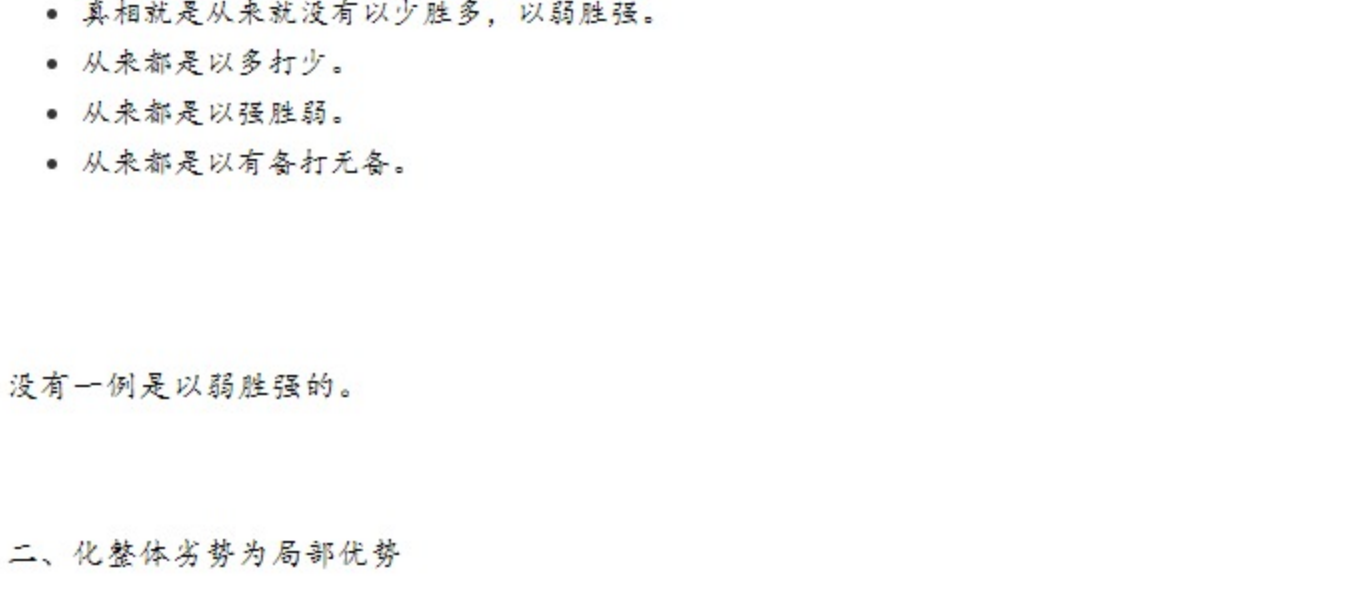 真相就是从来就没有以少胜多，以弱胜强。
从来都是以多打少。
从来都是以强胜弱。
从来都是以有备打无备。
没有一例是以弱胜强的。
二、化整体劣势为局部优势